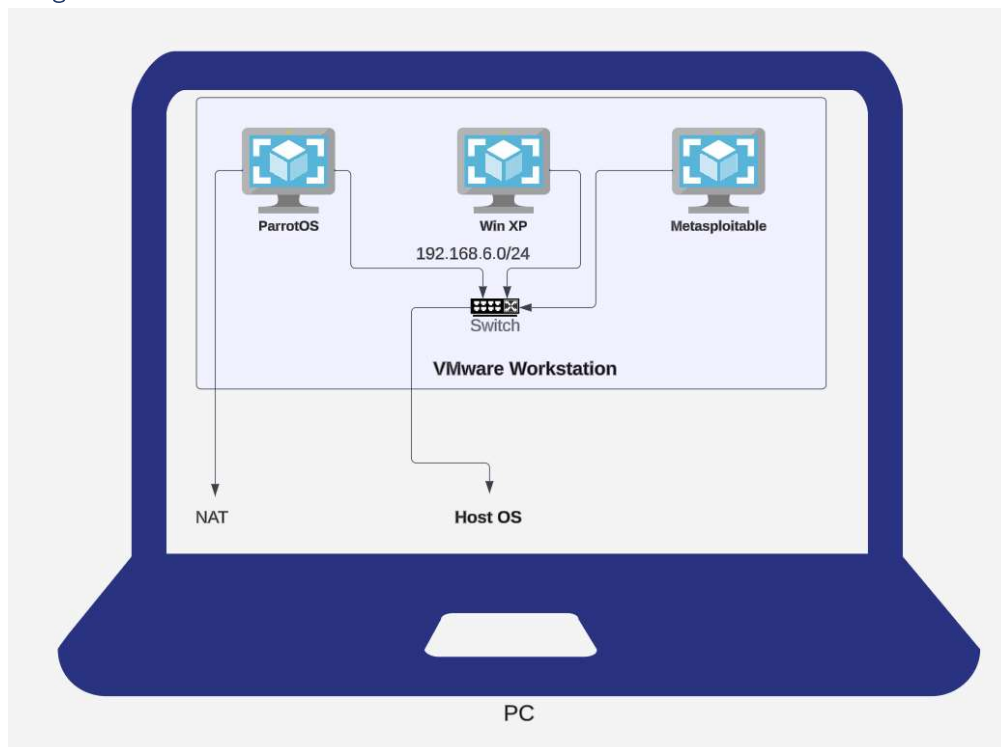 ParrotOS
Win XP
Metasploitable
192.168.6.0/24
Switch
VMware Workstation
NAT
Host OS
PC